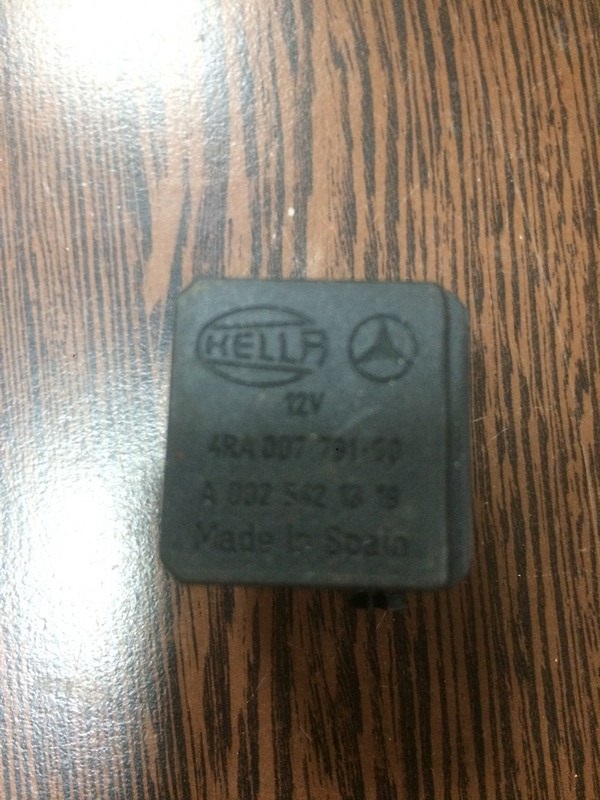 HELLA
12V
4RA 007 791-50
A 002 542 13 19
Made in Spain